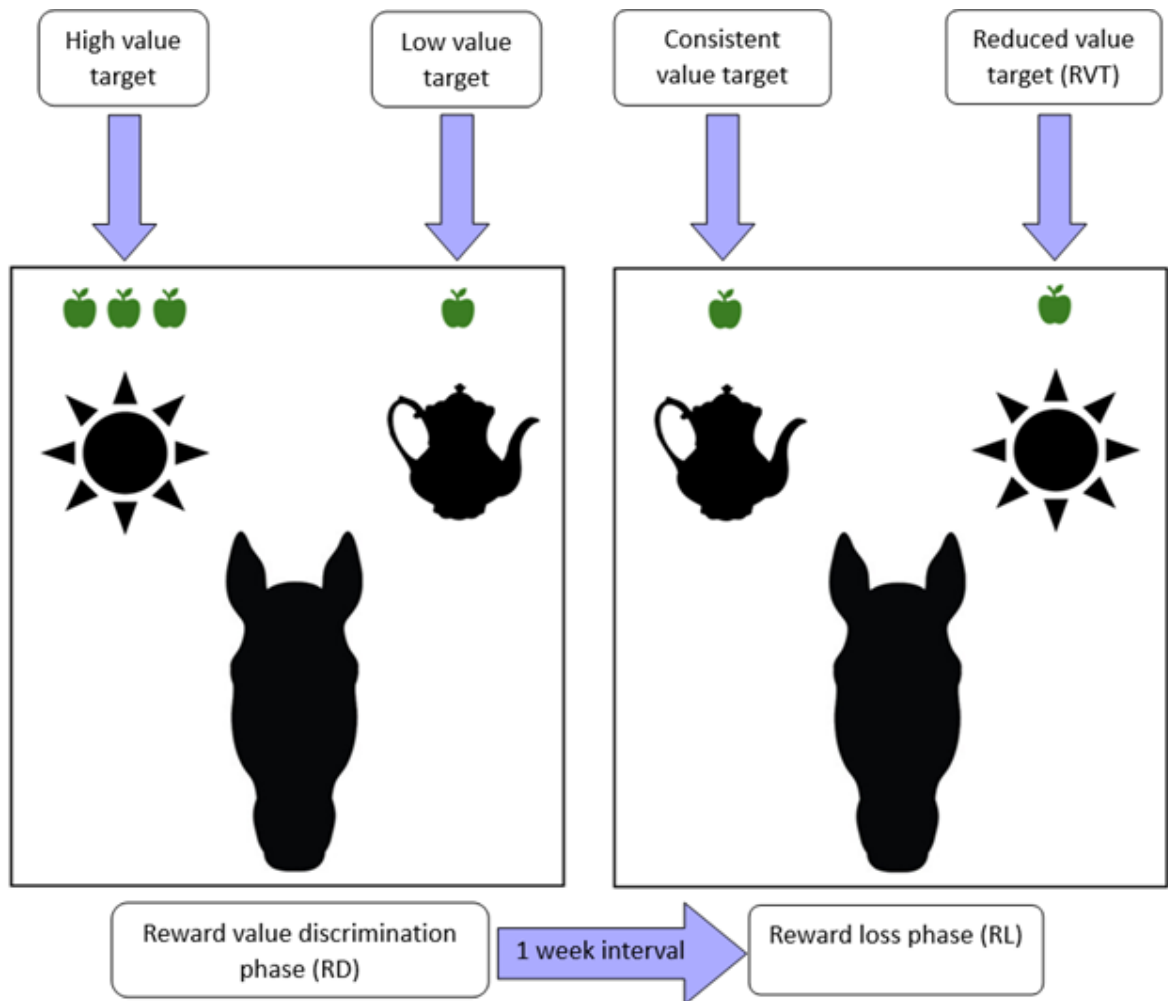 High value
target
Low value
target
Consistent
value target
Reduced value
target (RVT)
Reward value discrimination
phase (RD)
1 week interval
Reward loss phase (RL)